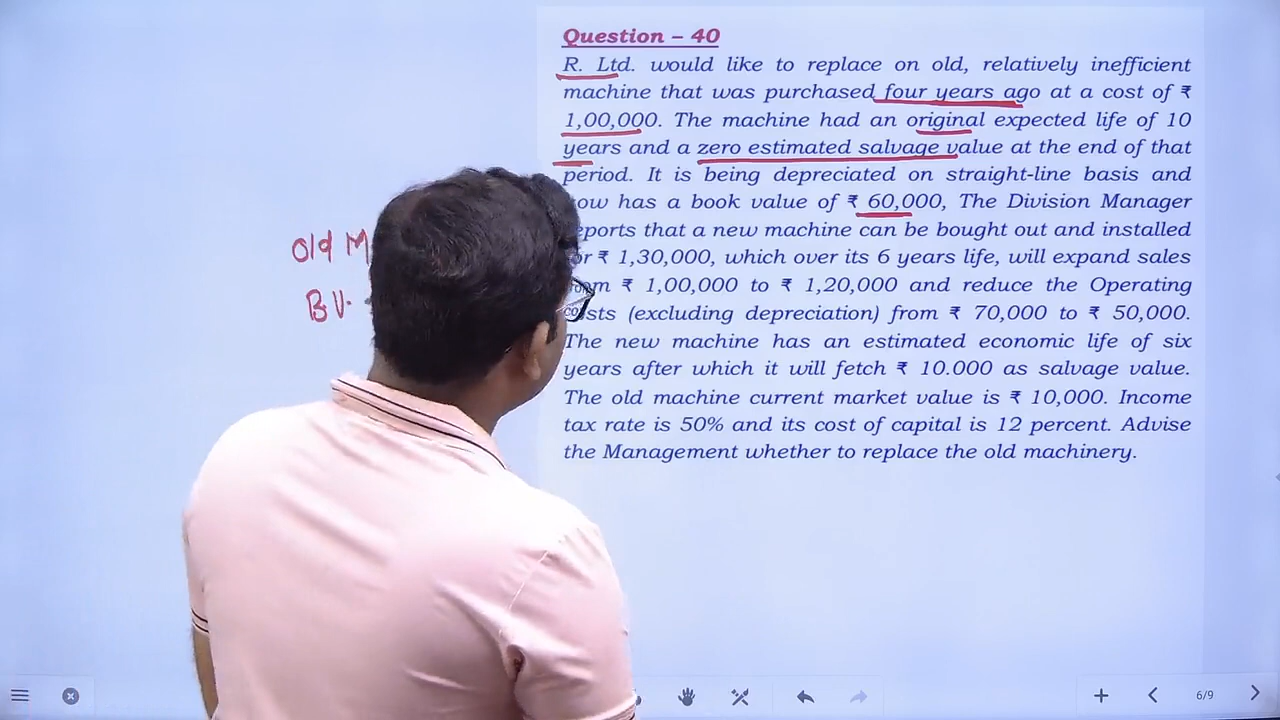 Question – 40
R. Ltd. would like to replace on old, relatively inefficient
machine that was purchased four years ago at a cost of ₹
1,00,000. The machine had an original expected life of 10
years and a zero estimated salvage value at the end of that
period. It is being depreciated on straight-line basis and
now has a book value of ₹ 60,000, The Division Manager
reports that a new machine can be bought out and installed
for ₹ 1,30,000, which over its 6 years life, will expand sales
from ₹ 1,00,000 to ₹ 1,20,000 and reduce the Operating
costs (excluding depreciation) from ₹ 70,000 to ₹ 50,000.
The new machine has an estimated economic life of six
years after which it will fetch ₹ 10.000 as salvage value.
The old machine current market value is ₹ 10,000. Income
tax rate is 50% and its cost of capital is 12 percent. Advise
the Management whether to replace the old machinery.
Old M
BV.
6/9